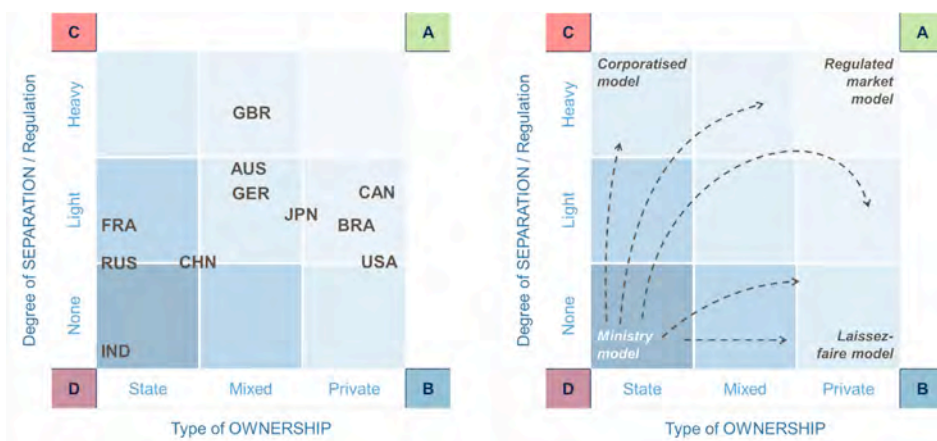 C
A
Degree of SEPARATION / Regulation
Heavy
Light
None
GBR
AUS
GER
CAN
JPN
FRA
BRA
RUS
CHN
USA
IND
D
State
Mixed
Private
B
Type of OWNERSHIP
C
A
Degree of SEPARATION / Regulation
Heavy
Light
None
Corporatised
model
Regulated
market
model
Ministry
model
Laissez-
faire model
D
State
Mixed
Private
B
Type of OWNERSHIP